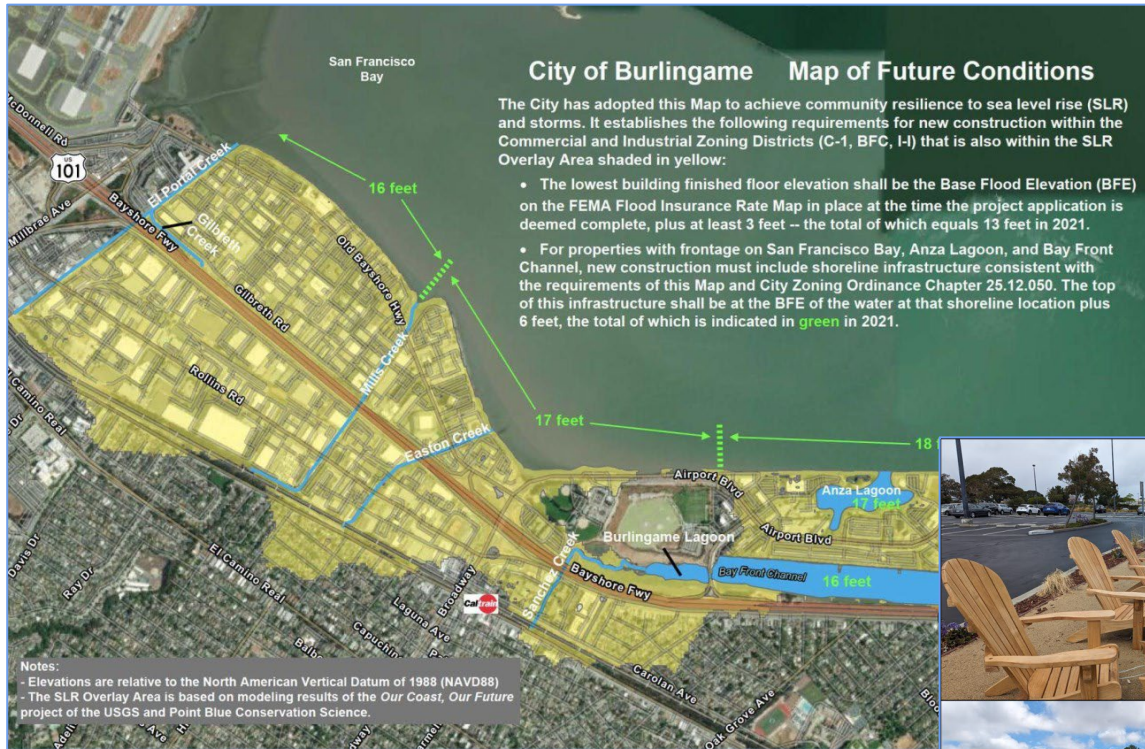 San Francisco
Bay
City of Burlingame Map of Future Conditions
The City has adopted this Map to achieve community resilience to sea level rise (SLR)
and storms. It establishes the following requirements for new construction within the
Commercial and Industrial Zoning Districts (C-1, BFC, I-I) that is also within the SLR
Overlay Area shaded in yellow:
• The lowest building finished floor elevation shall be the Base Flood Elevation (BFE)
on the FEMA Flood Insurance Rate Map in place at the time the project application is
deemed complete, plus at least 3 feet -- the total of which equals 13 feet in 2021.
• For properties with frontage on San Francisco Bay, Anza Lagoon, and Bay Front
Channel, new construction must include shoreline infrastructure consistent with
the requirements of this Map and City Zoning Ordinance Chapter 25.12.050. The top
of this infrastructure shall be at the BFE of the water at that shoreline location plus
6 feet, the total of which is indicated in green in 2021.
McDonnell Rd
US
101
El Portal Creek
16 feet
Millbrae Ave
Bayshore Fwy
Gilbreth
Creek
Old Bayshore Hwy
Gilbreth Rd
Mills Creek
Rollins Rd
El Camino Real
Dr
17 feet
18
Easton Creek
Airport Blvd
Anza Lagoon
17 feet
Airport Blvd
Burlingame Lagoon
Bay Front Channel
16 feet
Sanchez Creek
Bayshore Fwy
Davis Dr
Ray Dr
El Camino Real
Broadway
Caltrain
Laguna Ave
Capuchin
Carolan Ave
Oak Grove Ave
Notes:
- Elevations are relative to the North American Vertical Datum of 1988 (NAVD88)
- The SLR Overlay Area is based on modeling results of the Our Coast, Our Future
project of the USGS and Point Blue Conservation Science.